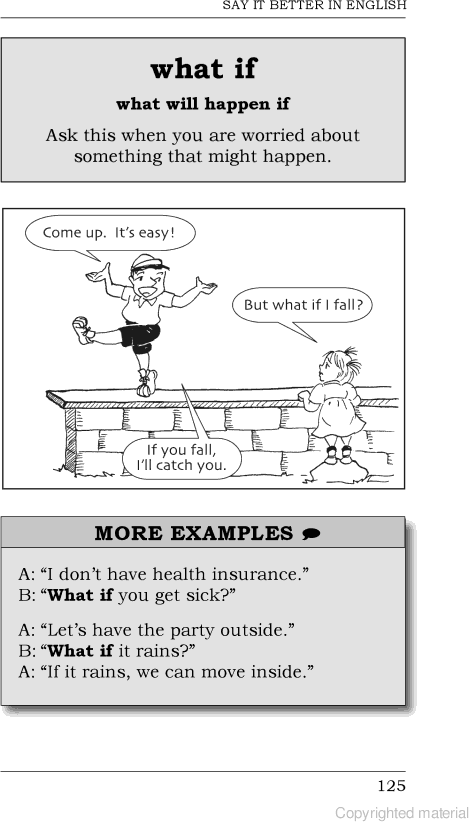 SAY IT BETTER IN ENGLISH
what if
what will happen if
Ask this when you are worried about
something that might happen.
Come up. It's easy!
But what if I fall?
If you fall,
I'll catch you.
MORE EXAMPLES
A: “I don't have health insurance.”
B: “What if you get sick?”
A: “Let's have the party outside.”
B: “What if it rains?”
A: “If it rains, we can move inside.”
125
Copyrighted material